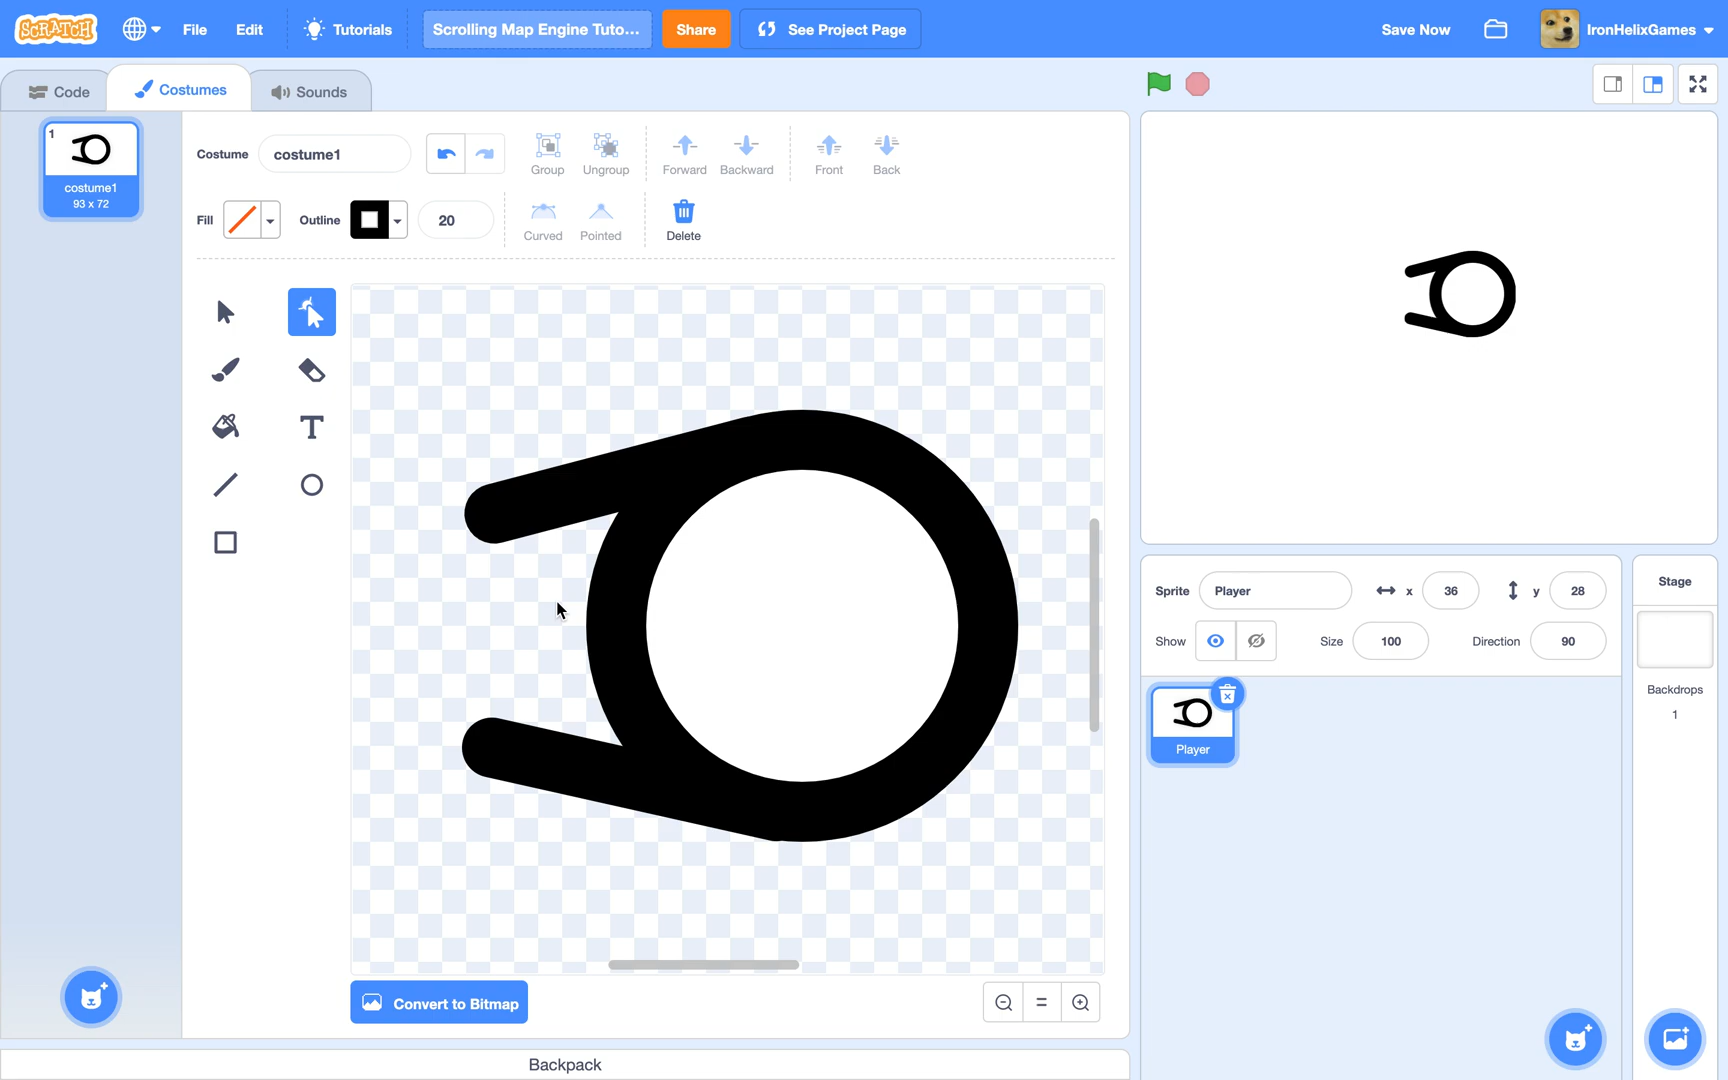 SCRATCH File Edit Tutorials Scrolling Map Engine Tuto... Share See Project Page Save Now IronHelixGames
Code Costumes Sounds
1
costume1
93 x 72
Costume costume1 Group Ungroup Forward Backward Front Back
Fill Outline 20 Curved Pointed Delete
T
Convert to Bitmap
Backpack
Sprite Player x 36 y 28
Show Size 100 Direction 90
Player
Stage
Backdrops
1